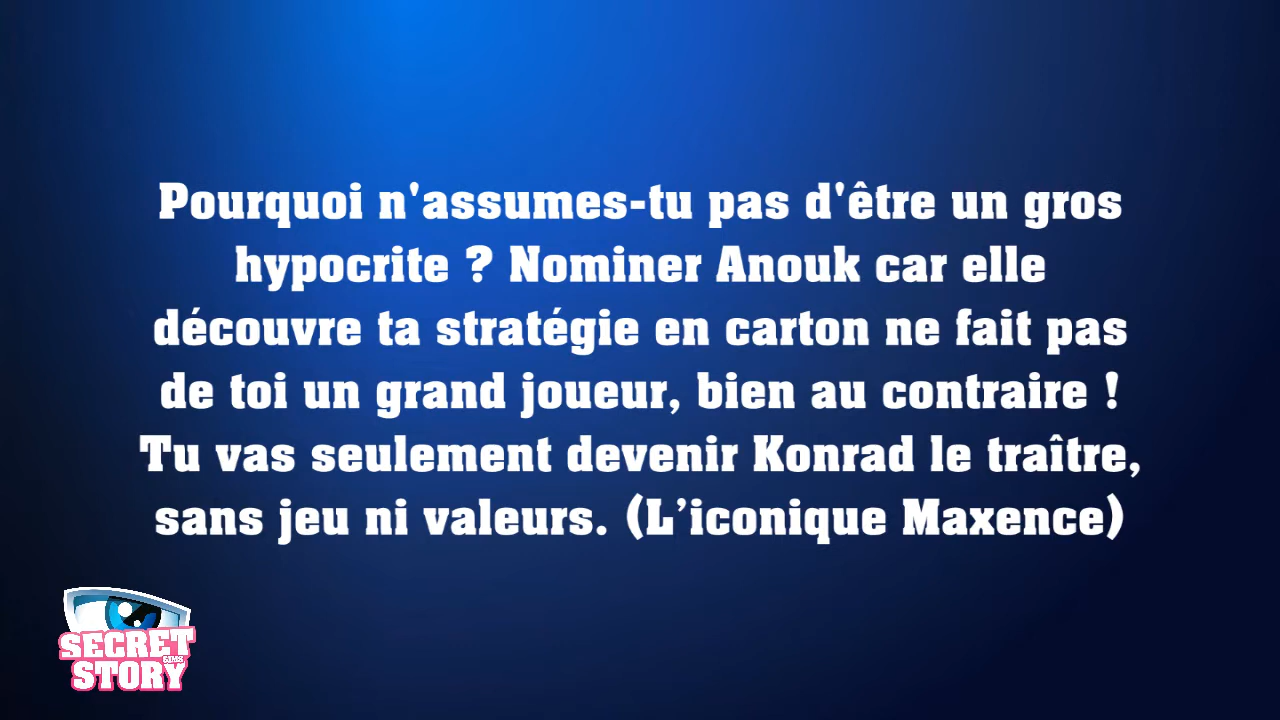 Pourquoi n'assumes-tu pas d'être un gros
hypocrite ? Nominer Anouk car elle
découvre ta stratégie en carton ne fait pas
de toi un grand joueur, bien au contraire !
Tu vas seulement devenir Konrad le traître,
sans jeu ni valeurs. (L’iconique Maxence)
SECRET
SIMS
STORY